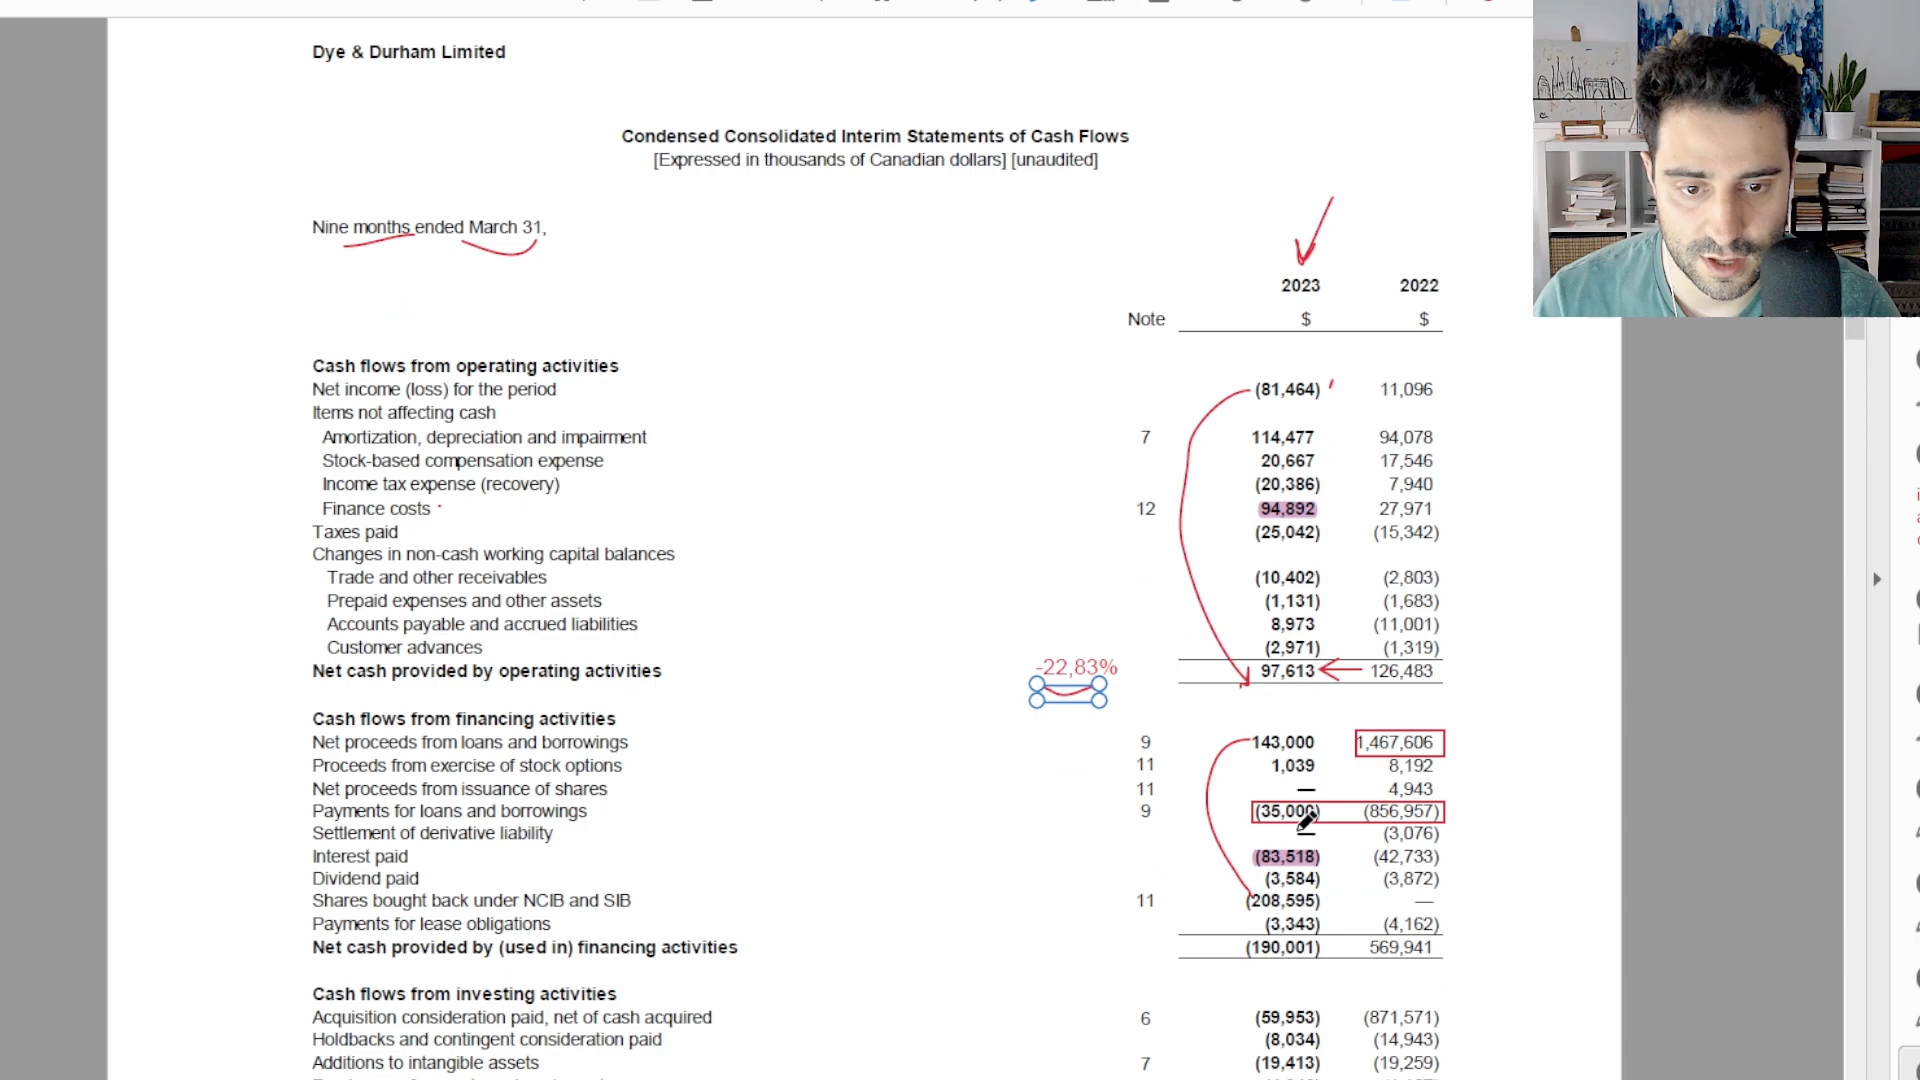 Dye & Durham Limited
Condensed Consolidated Interim Statements of Cash Flows
[Expressed in thousands of Canadian dollars] [unaudited]
Nine months ended March 31,
2023 2022
Note $ $
Cash flows from operating activities
Net income (loss) for the period (81,464) 11,096
Items not affecting cash
Amortization, depreciation and impairment 7 114,477 94,078
Stock-based compensation expense 20,667 17,546
Income tax expense (recovery) (20,386) 7,940
Finance costs 12 94,892 27,971
Taxes paid (25,042) (15,342)
Changes in non-cash working capital balances
Trade and other receivables (10,402) (2,803)
Prepaid expenses and other assets (1,131) (1,683)
Accounts payable and accrued liabilities 8,973 (11,001)
Customer advances (2,971) (1,319)
Net cash provided by operating activities -22,83% 97,613 126,483
Cash flows from financing activities
Net proceeds from loans and borrowings 9 143,000 1,467,606
Proceeds from exercise of stock options 11 1,039 8,192
Net proceeds from issuance of shares 11 — 4,943
Payments for loans and borrowings 9 (35,000) (856,957)
Settlement of derivative liability — (3,076)
Interest paid (83,518) (42,733)
Dividend paid (3,584) (3,872)
Shares bought back under NCIB and SIB 11 (208,595) —
Payments for lease obligations (3,343) (4,162)
Net cash provided by (used in) financing activities (190,001) 569,941
Cash flows from investing activities
Acquisition consideration paid, net of cash acquired 6 (59,953) (871,571)
Holdbacks and contingent consideration paid (8,034) (14,943)
Additions to intangible assets 7 (19,413) (19,259)